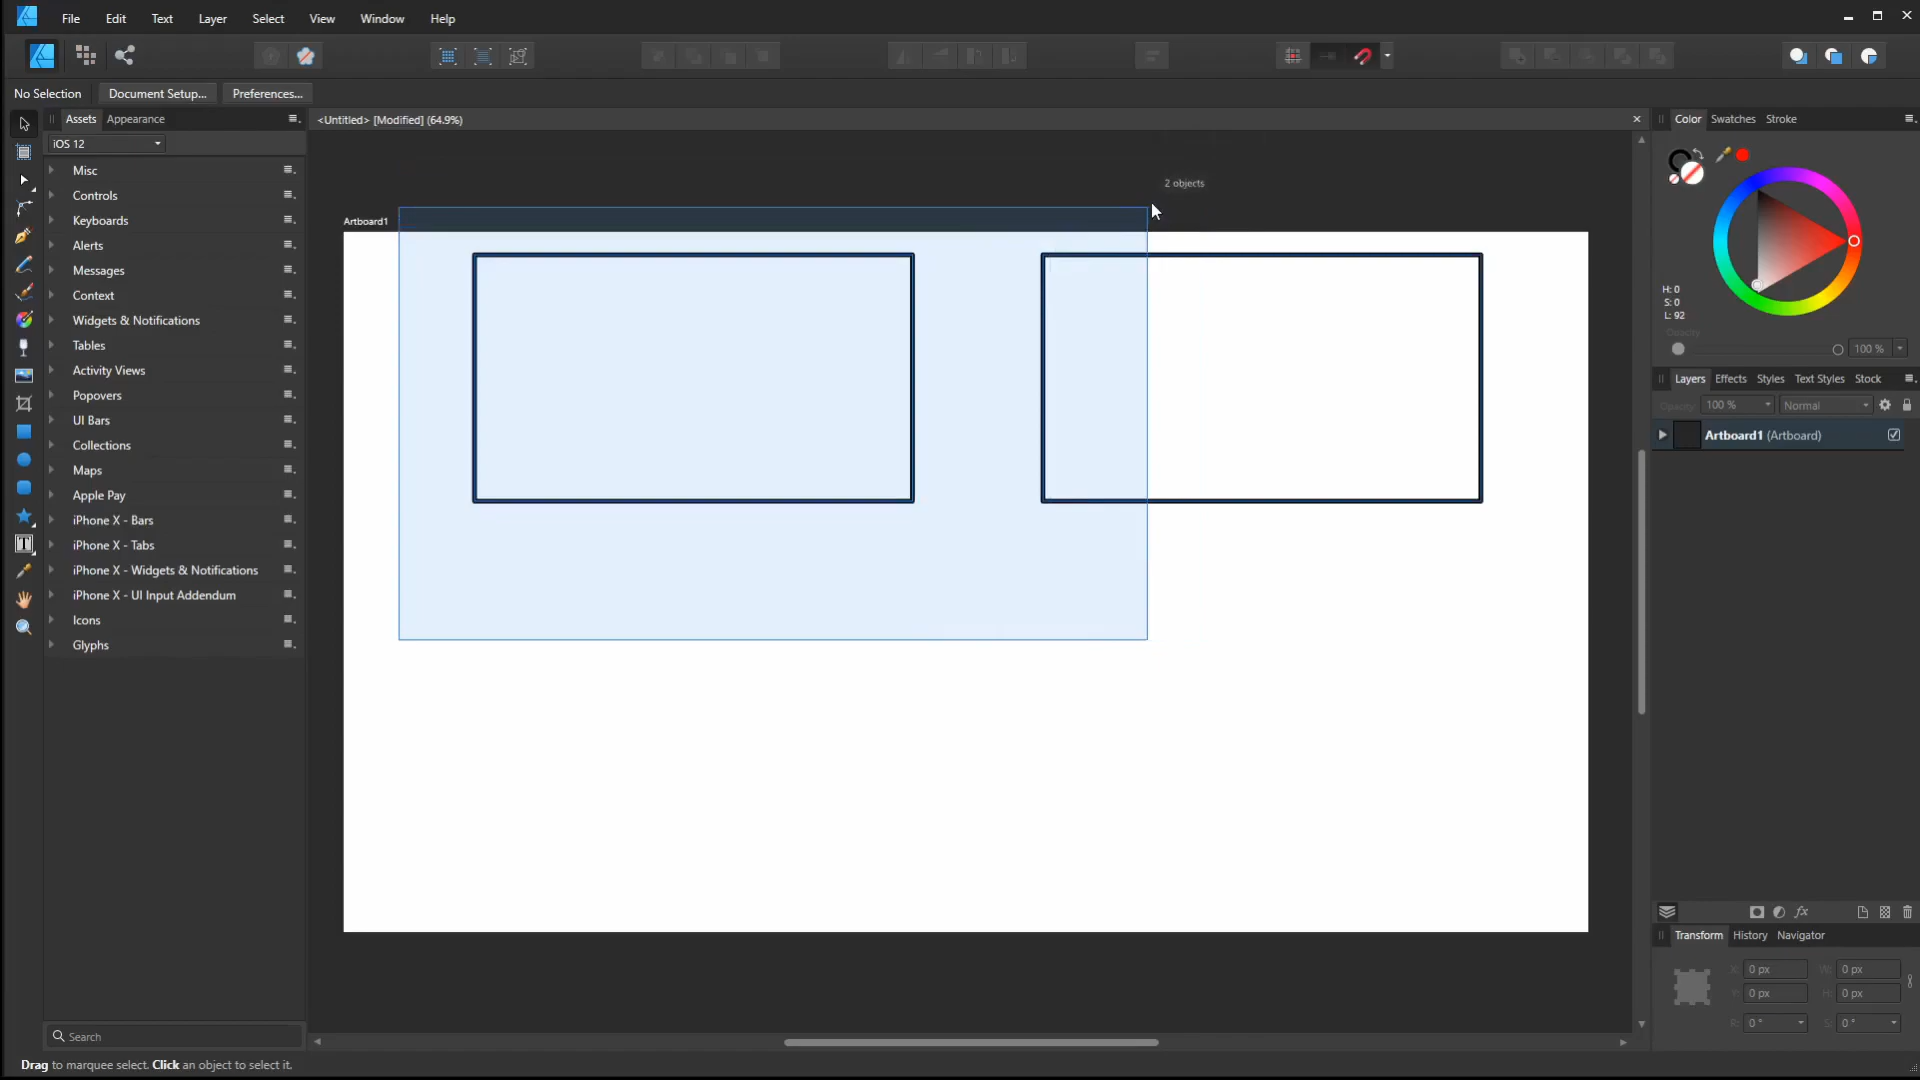 File Edit Text Layer Select View Window Help
No Selection Document Setup... Preferences...
Assets Appearance
<Untitled> [Modified] (64.9%)
Color Swatches Stroke
iOS 12
Misc
Controls
Keyboards
Alerts
Messages
Context
Widgets & Notifications
Tables
Activity Views
Popovers
UI Bars
Collections
Maps
Apple Pay
iPhone X - Bars
iPhone X - Tabs
iPhone X - Widgets & Notifications
iPhone X - UI Input Addendum
Icons
Glyphs
Search
2 objects
Artboard1
H: 0
S: 0
L: 92
Opacity
100 %
Layers Effects Styles Text Styles Stock
Opacity: 100 % Normal
Artboard1 (Artboard)
fx
Transform History Navigator
X: 0 px W: 0 px
Y: 0 px H: 0 px
R: 0 ° S: 0 °
Drag to marquee select. Click an object to select it.